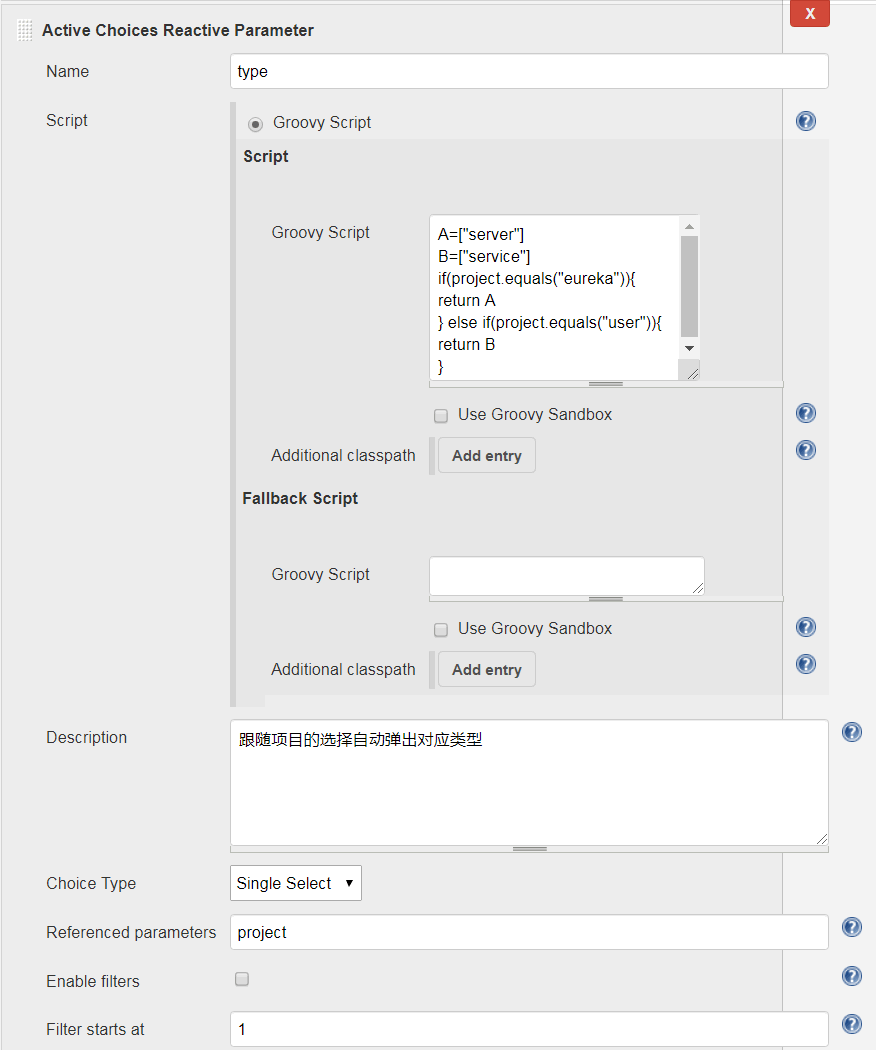 X
Active Choices Reactive Parameter
Name type
Script Groovy Script
Script
Groovy Script
A=["server"]
B=["service"]
if(project.equals("eureka")){
return A
} else if(project.equals("user")){
return B
}
Use Groovy Sandbox
Additional classpath Add entry
Fallback Script
Groovy Script
Use Groovy Sandbox
Additional classpath Add entry
Description 跟随项目的选择自动弹出对应类型
Choice Type Single Select
Referenced parameters project
Enable filters
Filter starts at 1